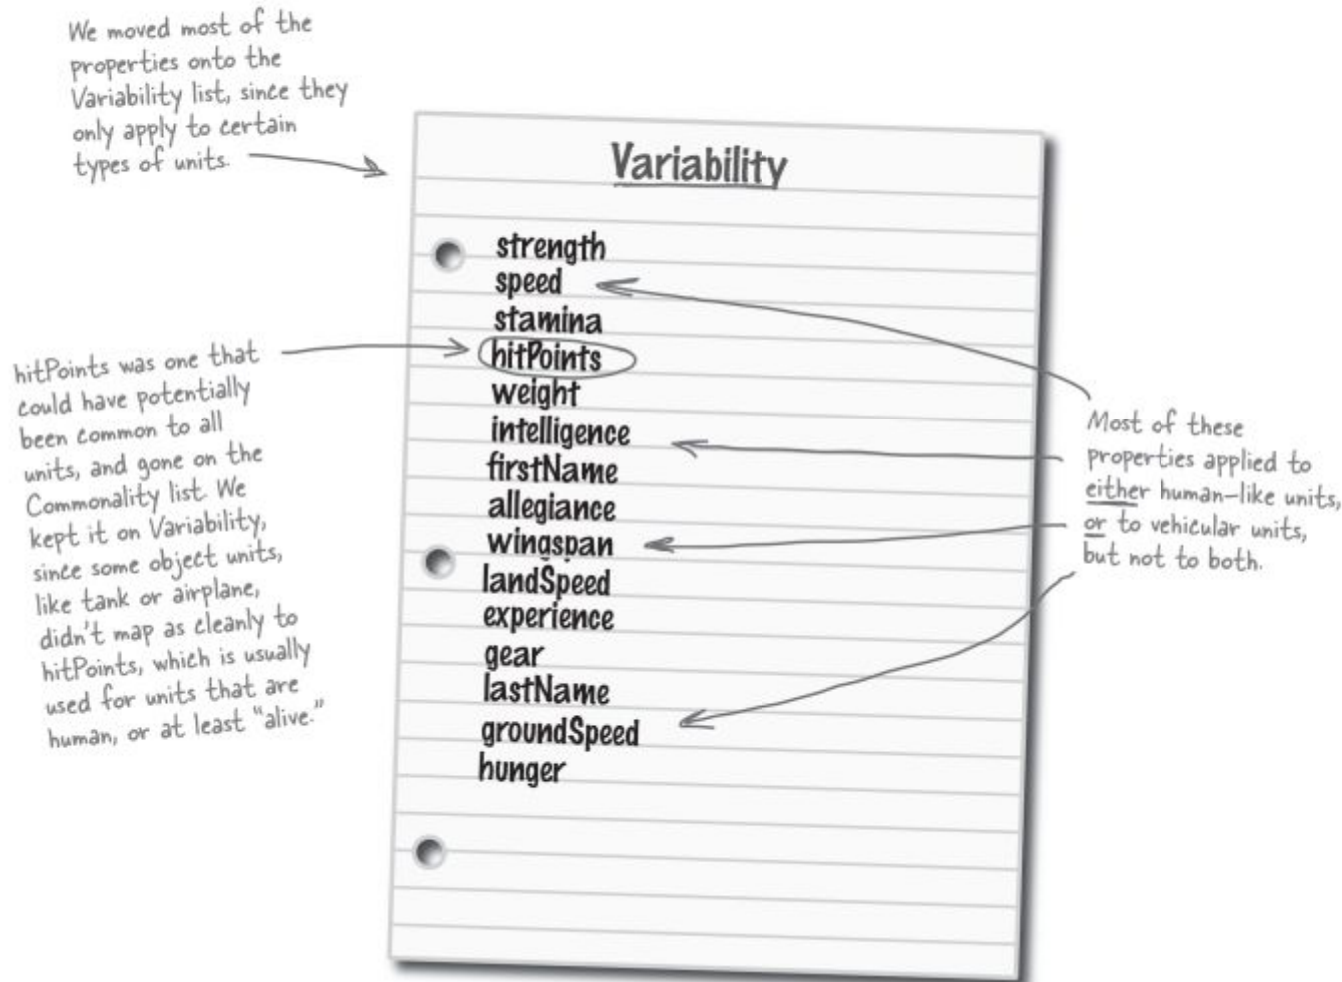 We moved most of the
properties onto the
Variability list, since they
only apply to certain
types of units.
Variability
strength
speed
stamina
hitPoints
weight
intelligence
firstName
allegiance
wingspan
landSpeed
experience
gear
lastName
groundSpeed
hunger
hitPoints was one that
could have potentially
been common to all
units, and gone on the
Commonality list. We
kept it on Variability,
since some object units,
like tank or airplane,
didn't map as cleanly to
hitPoints, which is usually
used for units that are
human, or at least "alive."
Most of these
properties applied to
either human-like units,
or to vehicular units,
but not to both.